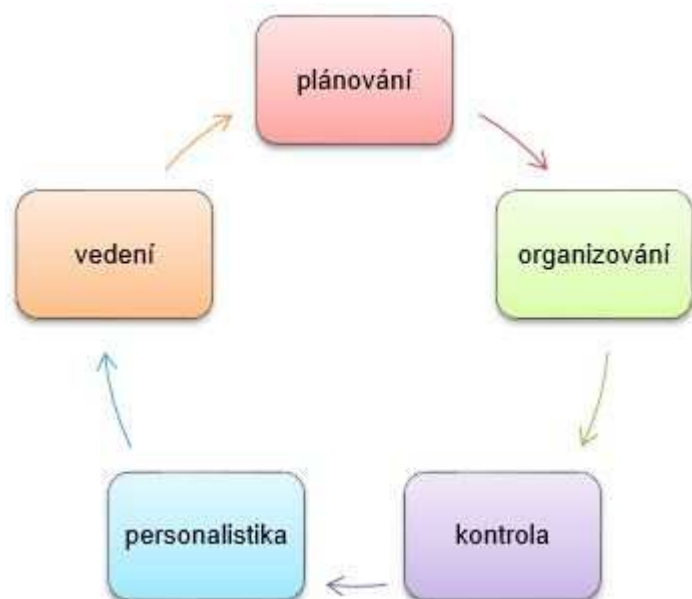 plánování
organizování
kontrola
personalistika
vedení